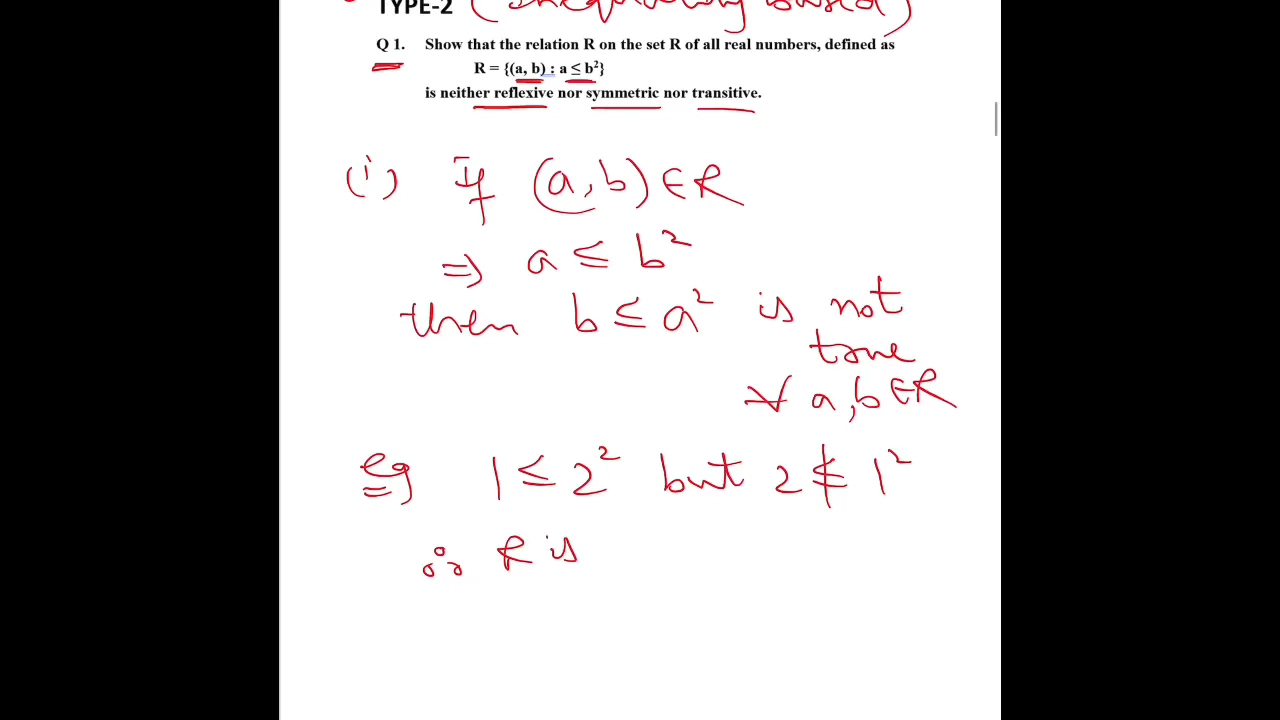 TYPE-2 (Inequality based)
Q 1. Show that the relation R on the set R of all real numbers, defined as
R = {(a, b) : a ≤ b²}
is neither reflexive nor symmetric nor transitive.
(i) If (a, b) ∈ R
⇒ a ≤ b²
then b ≤ a² is not
true
∀ a, b ∈ R
eg 1 ≤ 2² but 2 ≰ 1²
∴ R is